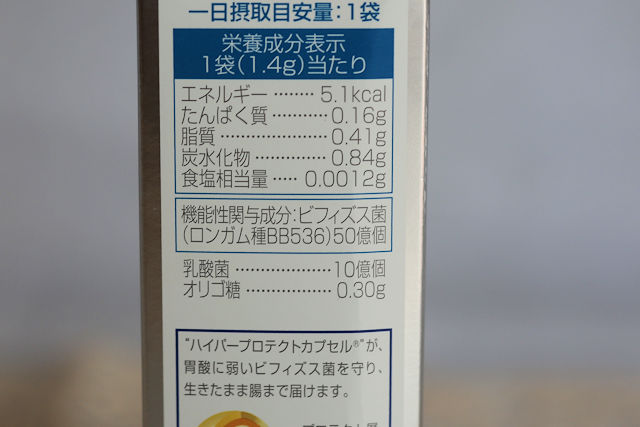 一日摂取目安量：1袋
栄養成分表示
1袋（1.4g）当たり
エネルギー ……… 5.1kcal
たんぱく質 ……… 0.16g
脂質 ……………… 0.41g
炭水化物 ………… 0.84g
食塩相当量 …… 0.0012g
機能性関与成分：ビフィズス菌
（ロンガム種BB536）50億個
乳酸菌 ………………10億個
オリゴ糖 …………… 0.30g
“ハイパープロテクトカプセル®”が、
胃酸に弱いビフィズス菌を守り、
生きたまま腸まで届けます。